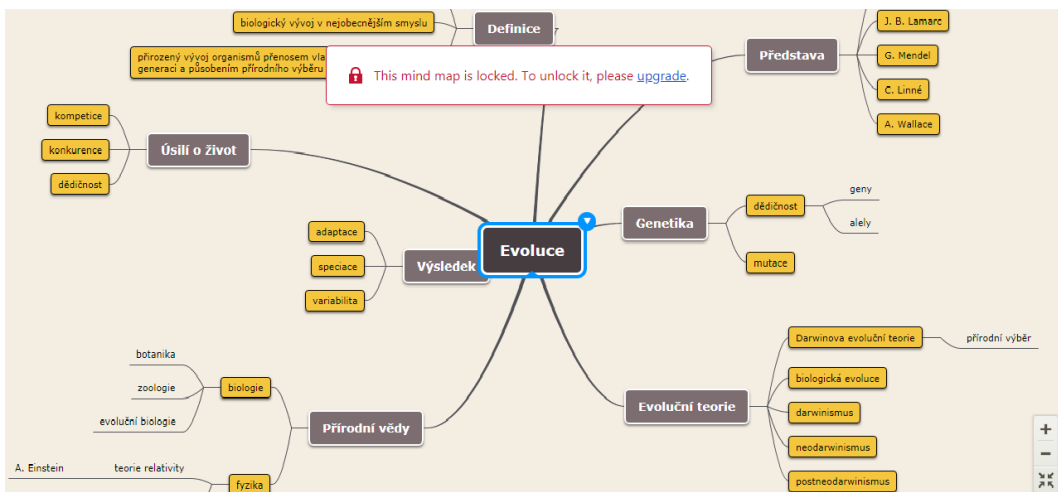 biologický vývoj v nejobecnějším smyslu
Definice
přirozený vývoj organismů přenosem
generaci a působením přírodního výběru
This mind map is locked. To unlock it, please upgrade.
Představa
J. B. Lamarc
G. Mendel
C. Linné
A. Wallace
kompetice
konkurence
dědičnost
Úsilí o život
Evoluce
Genetika
dědičnost
geny
alely
mutace
adaptace
speciace
variabilita
Výsledek
botanika
zoologie
evoluční biologie
biologie
Přírodní vědy
A. Einstein
teorie relativity
fyzika
Evoluční teorie
Darwinova evoluční teorie
přírodní výběr
biologická evoluce
darwinismus
neodarwinismus
postneodarwinismus